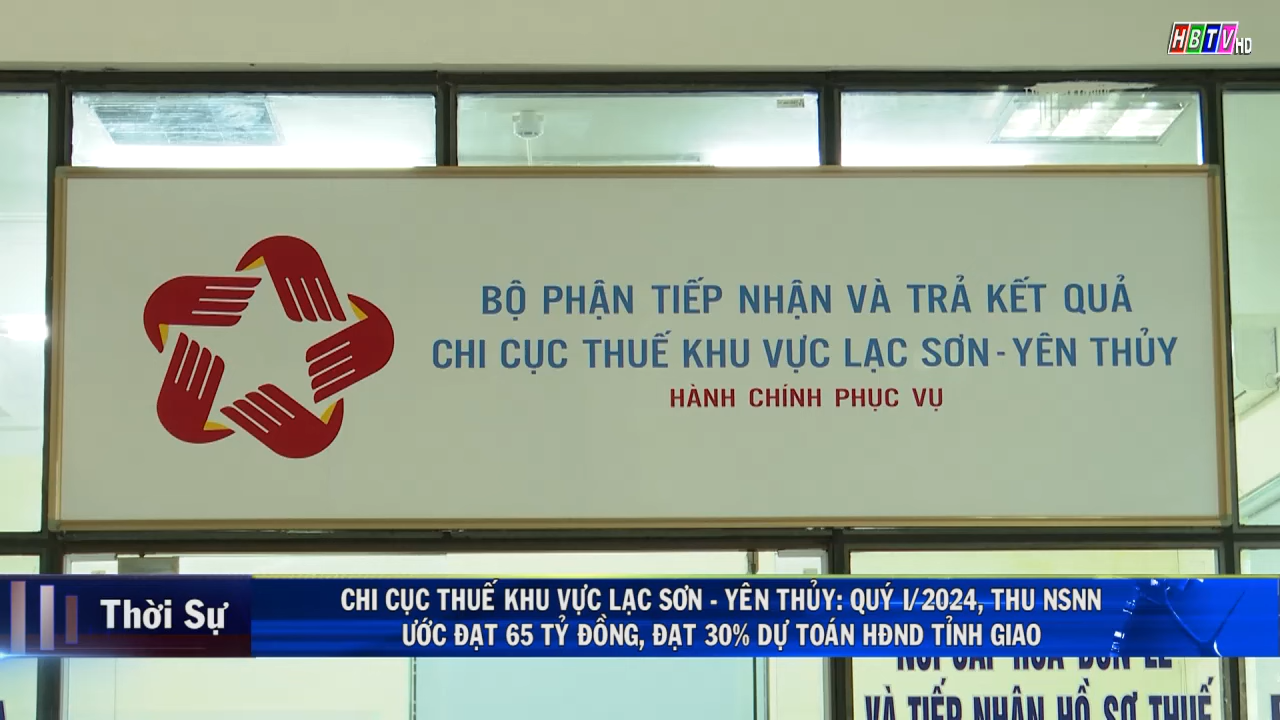 HBTV HD
BỘ PHẬN TIẾP NHẬN VÀ TRẢ KẾT QUẢ
CHI CỤC THUẾ KHU VỰC LẠC SƠN - YÊN THỦY
HÀNH CHÍNH PHỤC VỤ
Thời Sự
CHI CỤC THUẾ KHU VỰC LẠC SƠN - YÊN THỦY: QUÝ I/2024, THU NSNN
ƯỚC ĐẠT 65 TỶ ĐỒNG, ĐẠT 30% DỰ TOÁN HĐND TỈNH GIAO
VÀ TIẾP NHẬN HỒ SƠ THUẾ